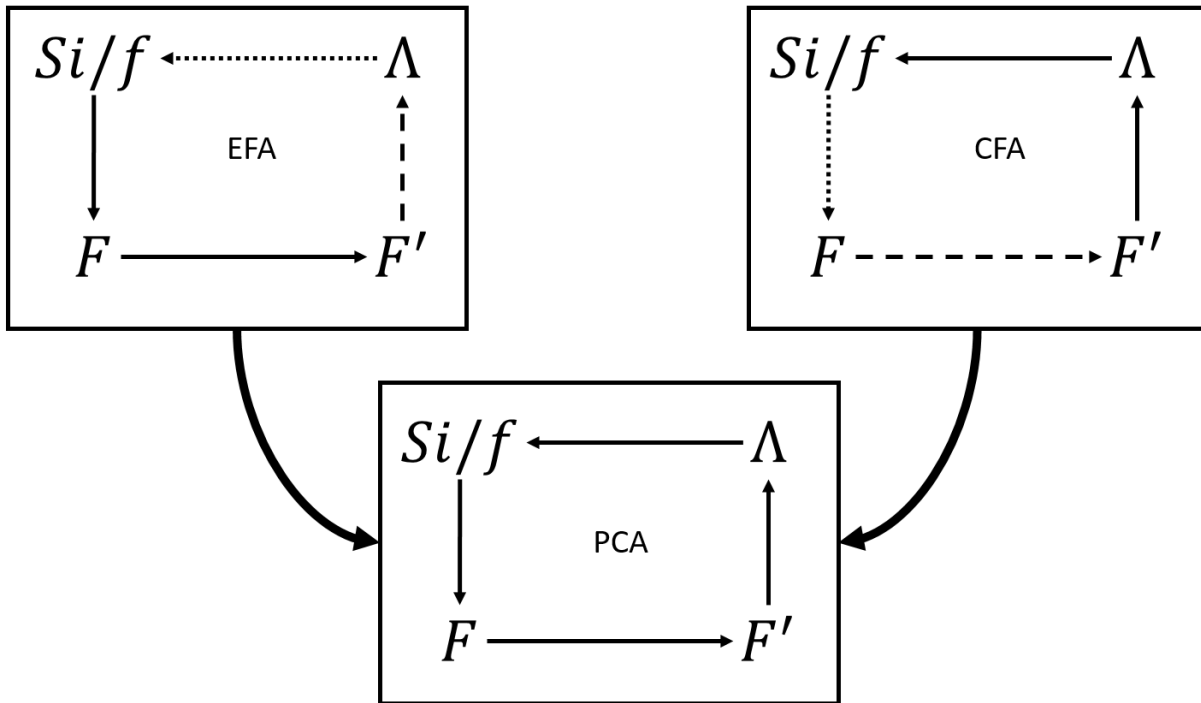 Si/f Λ
EFA
F F′
Si/f Λ
CFA
F F′
Si/f Λ
PCA
F F′